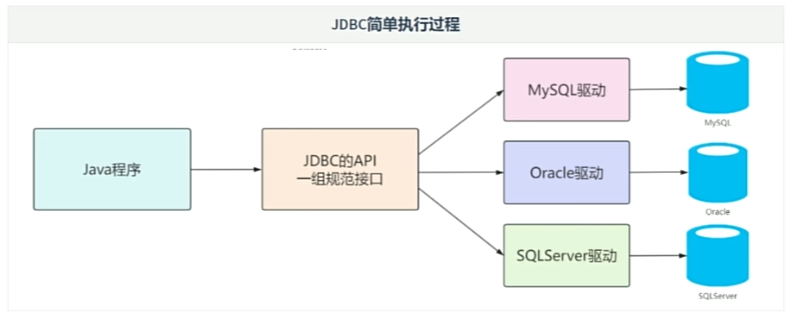 JDBC简单执行过程
Java程序
JDBC的API
一组规范接口
MySQL驱动
MySQL
Oracle驱动
Oracle
SQLServer驱动
SQLServer